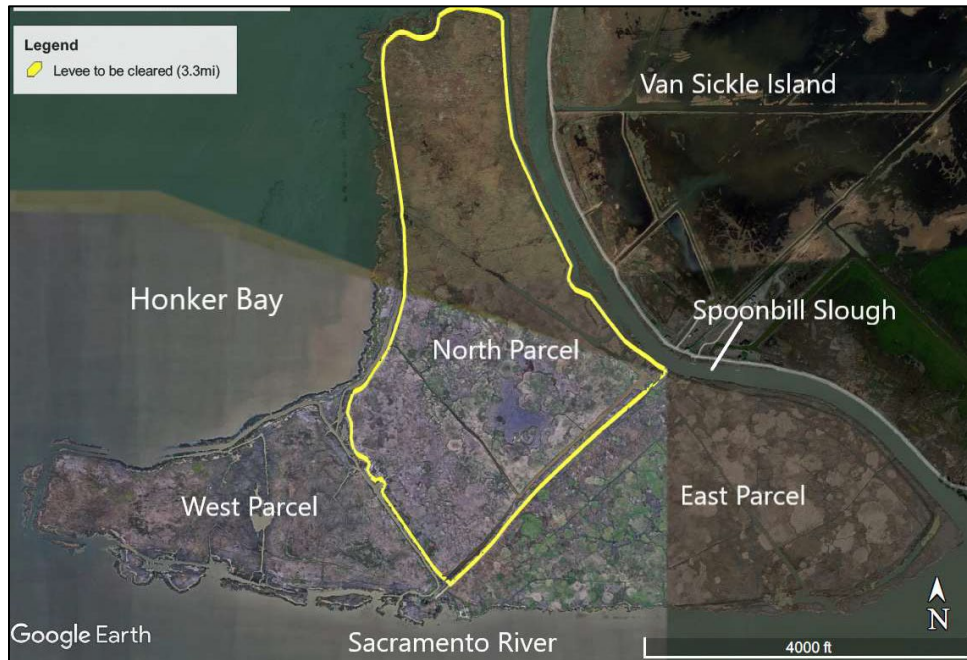 Legend
Levee to be cleared (3.3mi)
Van Sickle Island
Honker Bay
Spoonbill Slough
North Parcel
East Parcel
West Parcel
N
Google Earth
Sacramento River
4000 ft